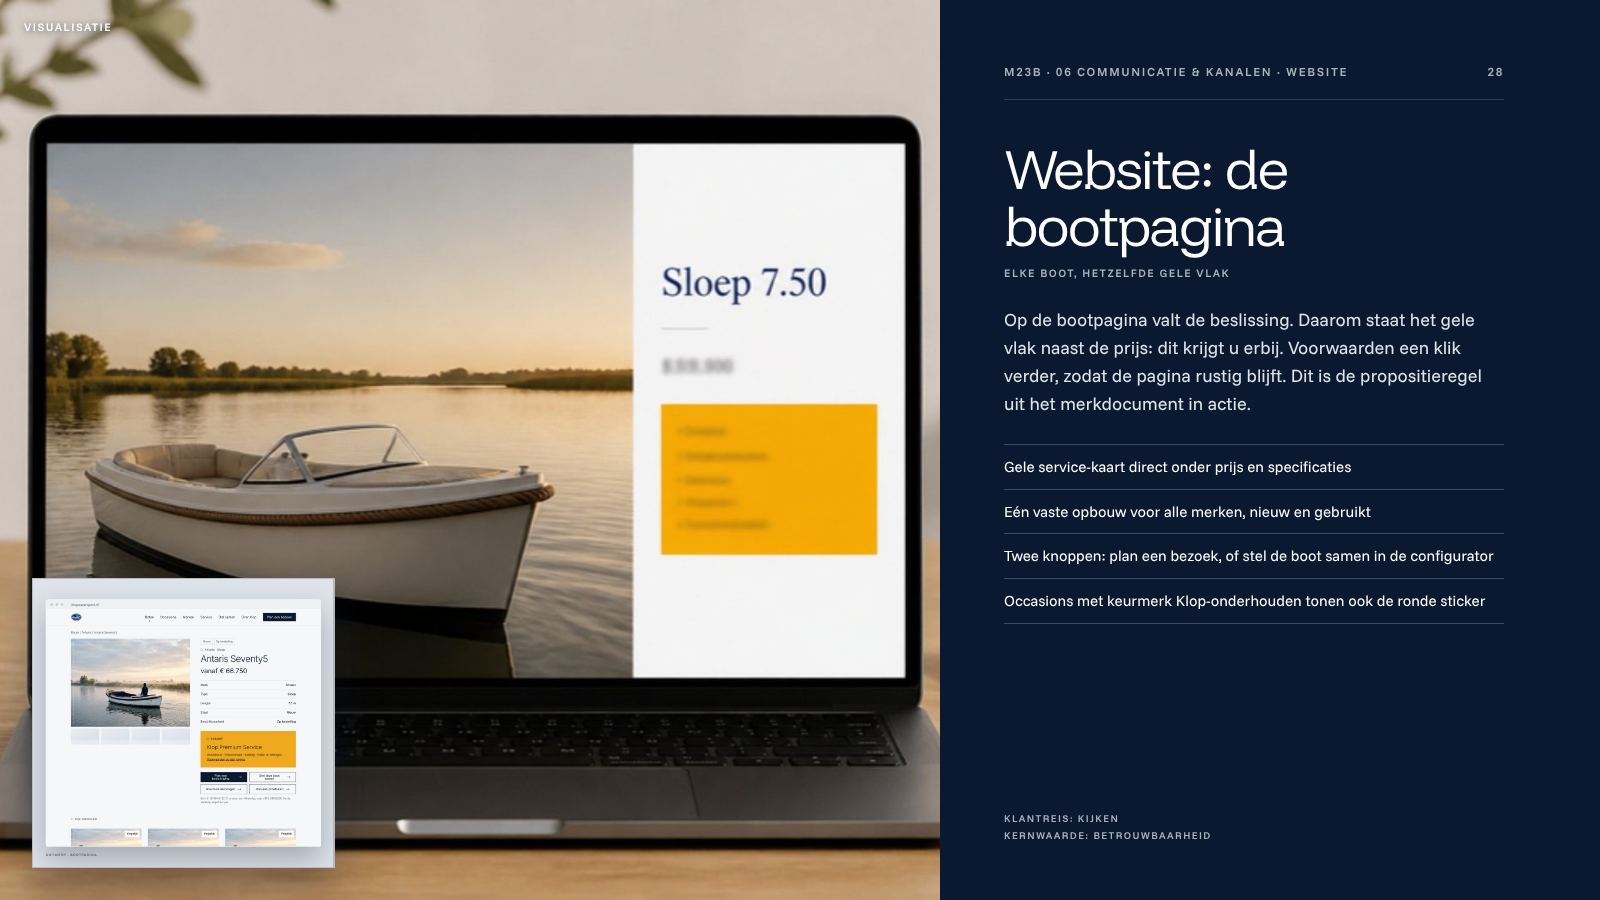 VISUALISATIE
Sloep 7.50
Antaris Seventy5
vanaf € 66.750
Klop Premium Service
M23B · 06 COMMUNICATIE & KANALEN · WEBSITE
28
Website: de
bootpagina
ELKE BOOT, HETZELFDE GELE VLAK
Op de bootpagina valt de beslissing. Daarom staat het gele
vlak naast de prijs: dit krijgt u erbij. Voorwaarden een klik
verder, zodat de pagina rustig blijft. Dit is de propositieregel
uit het merkdocument in actie.
Gele service-kaart direct onder prijs en specificaties
Eén vaste opbouw voor alle merken, nieuw en gebruikt
Twee knoppen: plan een bezoek, of stel de boot samen in de configurator
Occasions met keurmerk Klop-onderhouden tonen ook de ronde sticker
KLANTREIS: KIJKEN
KERNWAARDE: BETROUWBAARHEID